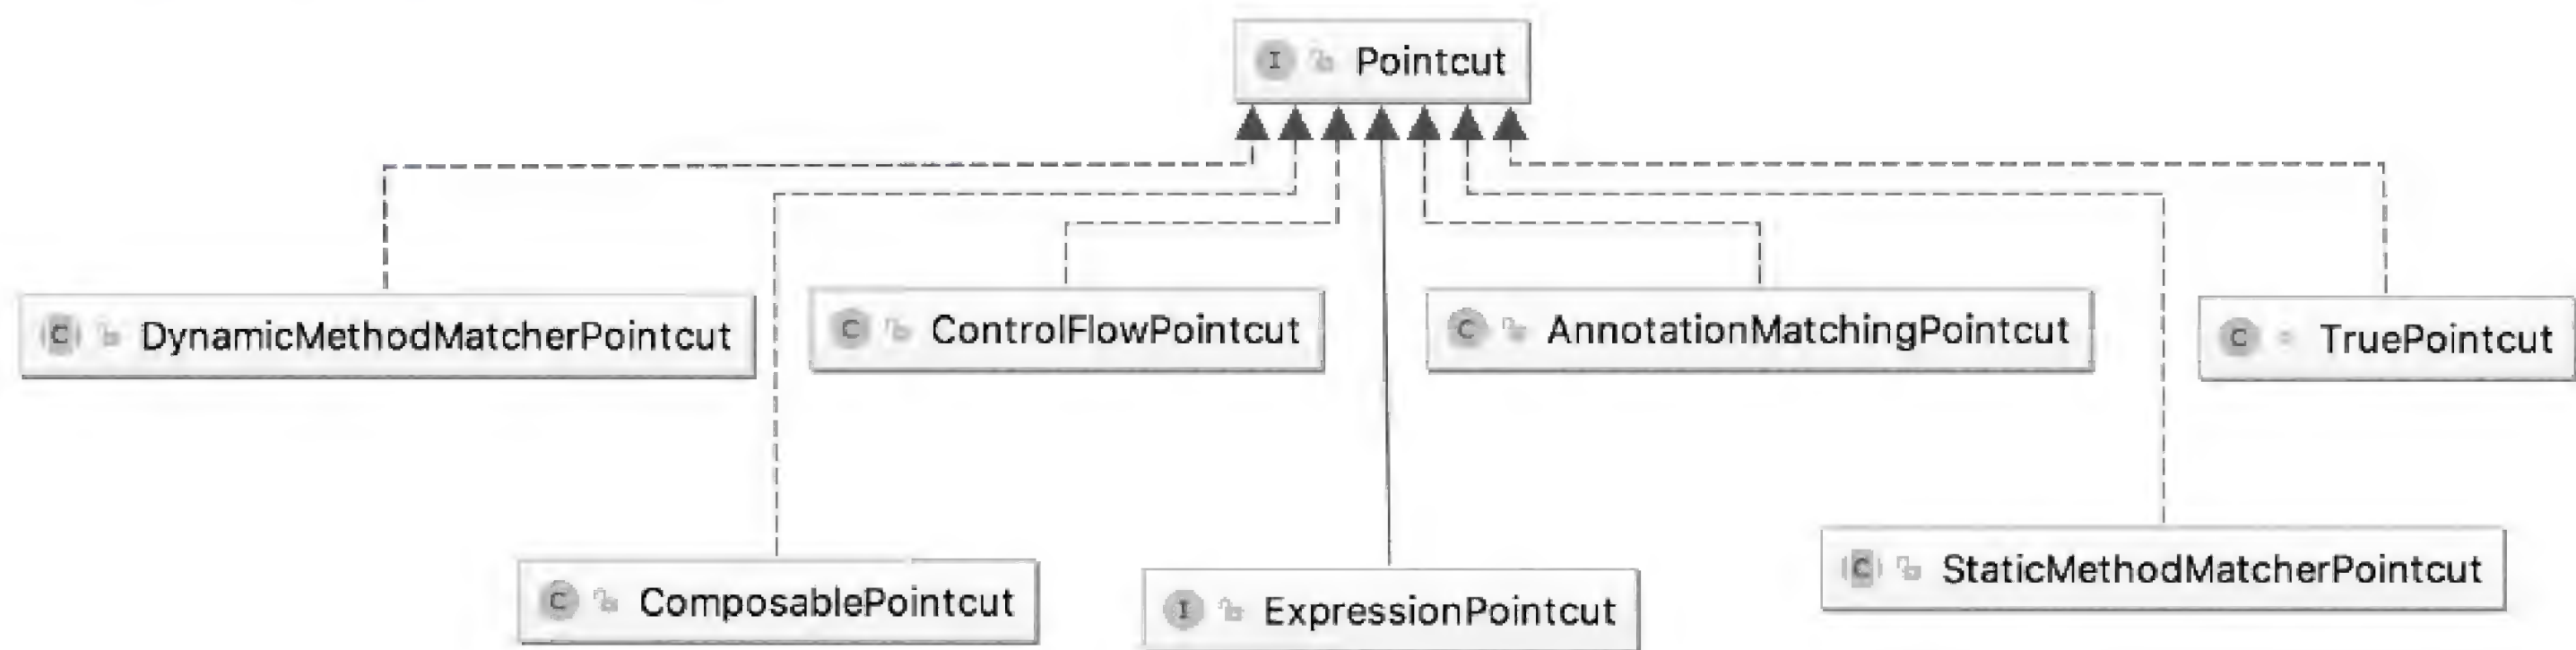 I Pointcut
C DynamicMethodMatcherPointcut
C ControlFlowPointcut
C AnnotationMatchingPointcut
C TruePointcut
C ComposablePointcut
I ExpressionPointcut
C StaticMethodMatcherPointcut